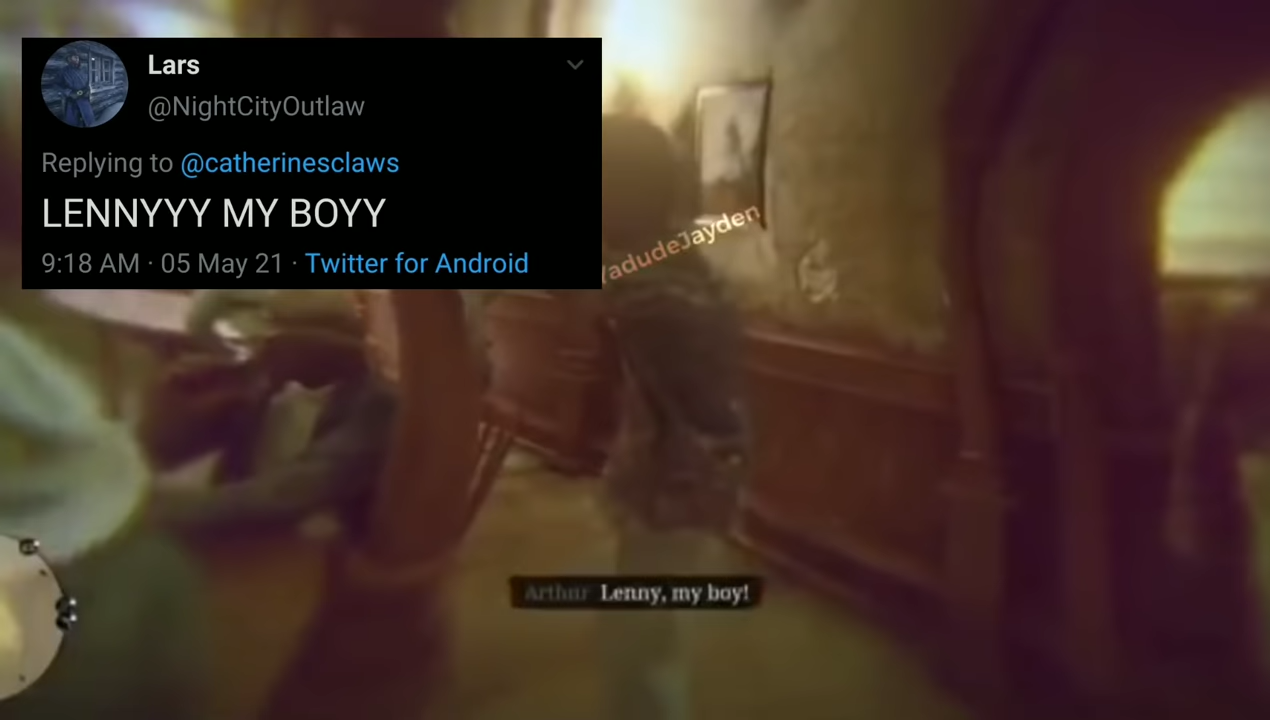 Lars
@NightCityOutlaw
Replying to @catherinesclaws
LENNYYY MY BOYY
9:18 AM · 05 May 21 · Twitter for Android
adudeJayden
Arthur Lenny, my boy!